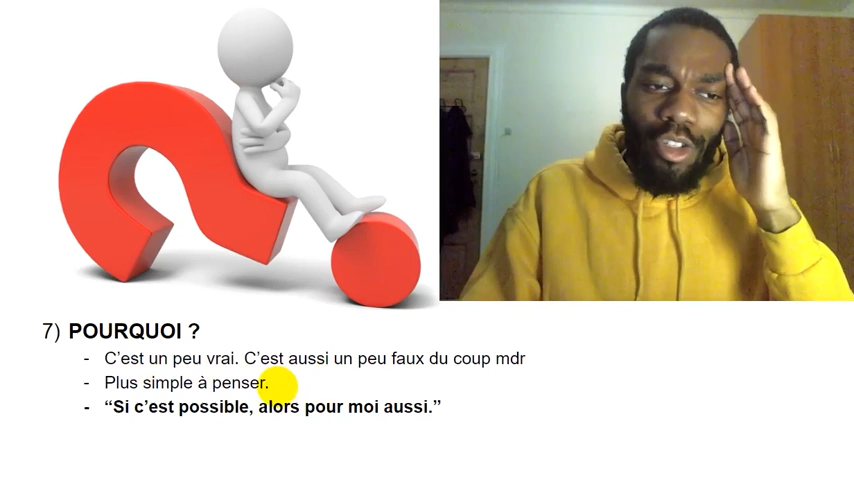 7) POURQUOI ?
- C’est un peu vrai. C’est aussi un peu faux du coup mdr
- Plus simple à penser.
- “Si c’est possible, alors pour moi aussi.”